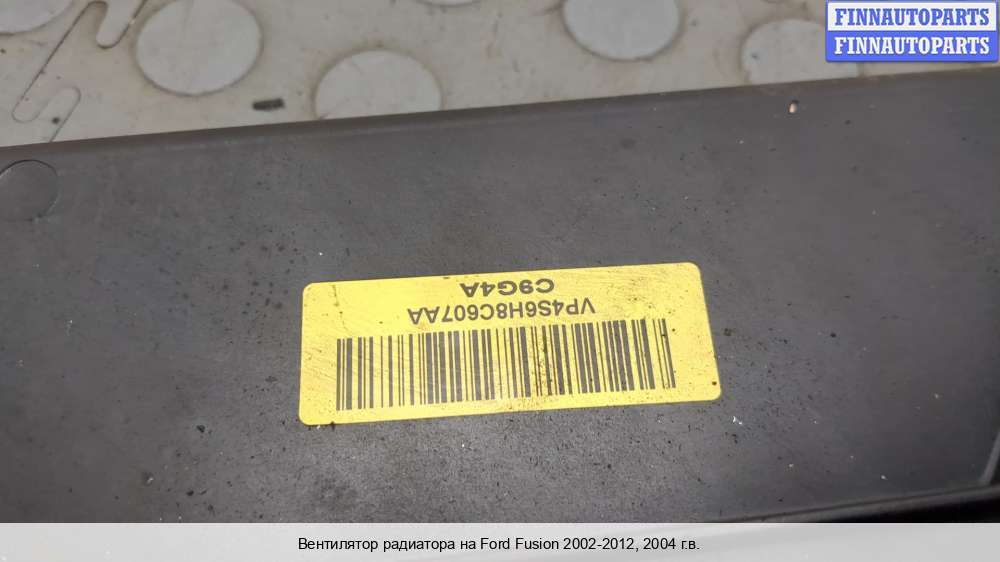 FINNAUTOPARTS
FINNAUTOPARTS
VP4S6H8C607AA
C9G4A
Вентилятор радиатора на Ford Fusion 2002-2012, 2004 г.в.